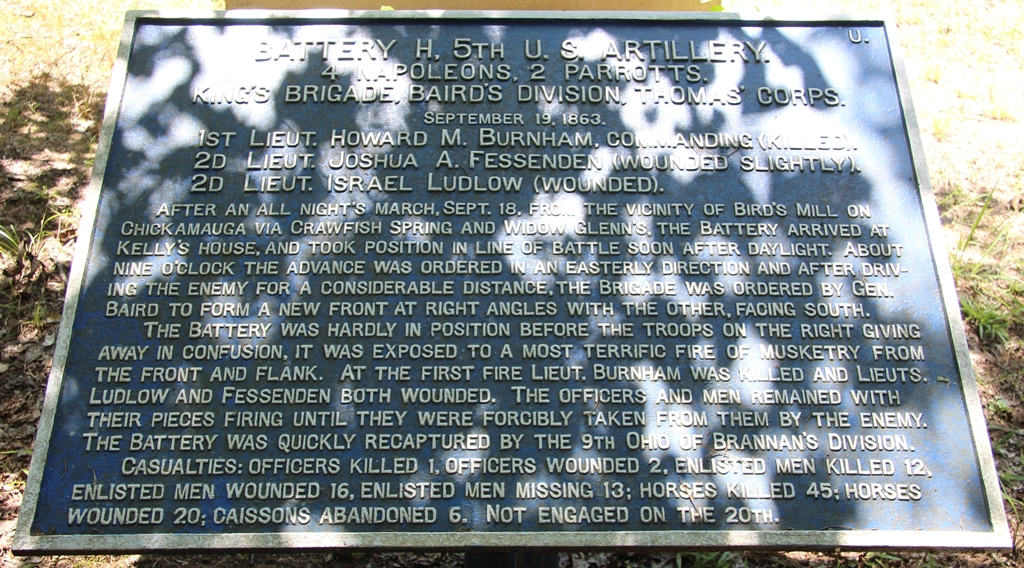 U.
BATTERY H, 5TH U. S. ARTILLERY.
4 NAPOLEONS, 2 PARROTTS.
KING'S BRIGADE, BAIRD'S DIVISION, THOMAS' CORPS.
SEPTEMBER 19, 1863.
1ST LIEUT. HOWARD M. BURNHAM, COMMANDING (KILLED).
2D LIEUT. JOSHUA A. FESSENDEN (WOUNDED SLIGHTLY).
2D LIEUT. ISRAEL LUDLOW (WOUNDED).
AFTER AN ALL NIGHT'S MARCH, SEPT. 18, FROM THE VICINITY OF BIRD'S MILL ON
CHICKAMAUGA VIA CRAWFISH SPRING AND WIDOW GLENN'S, THE BATTERY ARRIVED AT
KELLY'S HOUSE, AND TOOK POSITION IN LINE OF BATTLE SOON AFTER DAYLIGHT. ABOUT
NINE O'CLOCK THE ADVANCE WAS ORDERED IN AN EASTERLY DIRECTION AND AFTER DRIV-
ING THE ENEMY FOR A CONSIDERABLE DISTANCE, THE BRIGADE WAS ORDERED BY GEN.
BAIRD TO FORM A NEW FRONT AT RIGHT ANGLES WITH THE OTHER, FACING SOUTH.
THE BATTERY WAS HARDLY IN POSITION BEFORE THE TROOPS ON THE RIGHT GIVING
AWAY IN CONFUSION, IT WAS EXPOSED TO A MOST TERRIFIC FIRE OF MUSKETRY FROM
THE FRONT AND FLANK. AT THE FIRST FIRE LIEUT. BURNHAM WAS KILLED AND LIEUTS.
LUDLOW AND FESSENDEN BOTH WOUNDED. THE OFFICERS AND MEN REMAINED WITH
THEIR PIECES FIRING UNTIL THEY WERE FORCIBLY TAKEN FROM THEM BY THE ENEMY.
THE BATTERY WAS QUICKLY RECAPTURED BY THE 9TH OHIO OF BRANNAN'S DIVISION.
CASUALTIES: OFFICERS KILLED 1, OFFICERS WOUNDED 2, ENLISTED MEN KILLED 12,
ENLISTED MEN WOUNDED 16, ENLISTED MEN MISSING 13; HORSES KILLED 45; HORSES
WOUNDED 20; CAISSONS ABANDONED 6. NOT ENGAGED ON THE 20TH.